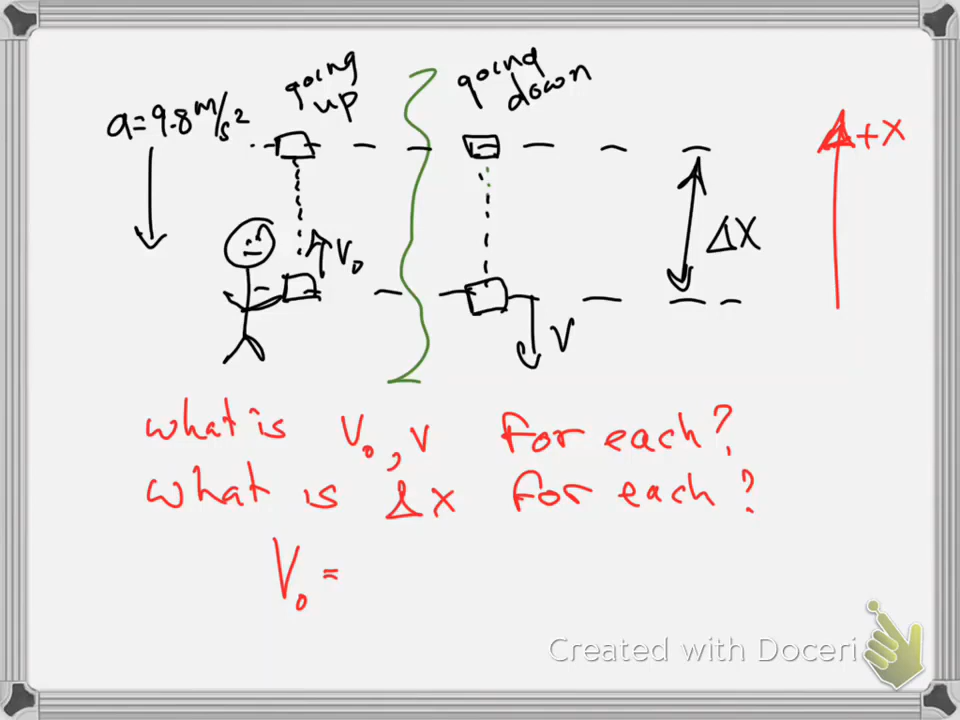 going up
going down
a = 9.8 m/s²
+x
V₀
Δx
V
what is V₀, V for each?
what is Δx for each?
V₀ =
Created with Doceri